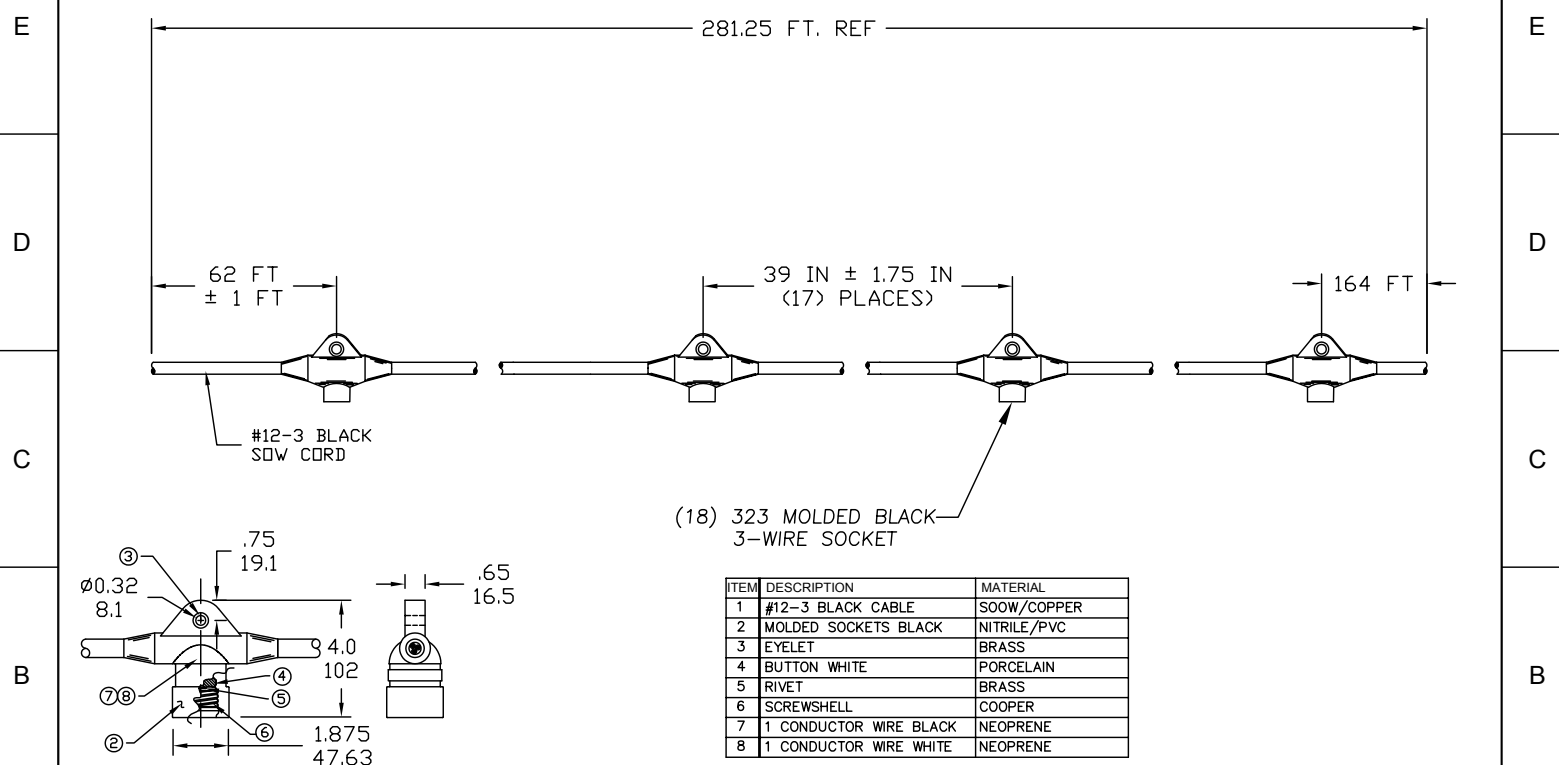 E
E
281.25 FT. REF
D
D
62 FT
± 1 FT
39 IN ± 1.75 IN
(17) PLACES)
164 FT
#12-3 BLACK
SOW CORD
C
C
(18) 323 MOLDED BLACK
3-WIRE SOCKET
③
.75
19.1
Ø0.32
8.1
.65
16.5
4.0
102
④
⑦⑧
⑤
②
⑥
1.875
47.63
B
B
ITEM DESCRIPTION MATERIAL
1 #12-3 BLACK CABLE SOOW/COPPER
2 MOLDED SOCKETS BLACK NITRILE/PVC
3 EYELET BRASS
4 BUTTON WHITE PORCELAIN
5 RIVET BRASS
6 SCREWSHELL COOPER
7 1 CONDUCTOR WIRE BLACK NEOPRENE
8 1 CONDUCTOR WIRE WHITE NEOPRENE